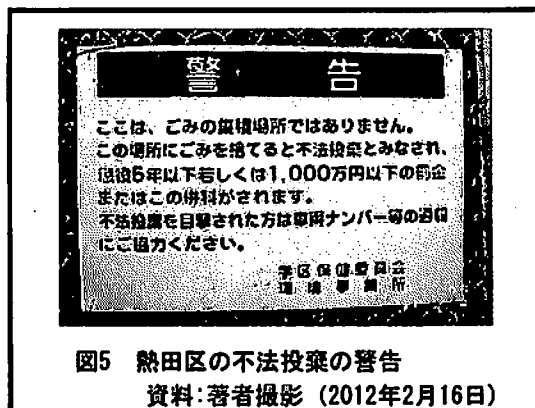 警 告
ここは、ごみの集積場所ではありません。
この場所にごみを捨てると不法投棄とみなされ、
懲役5年以下若しくは1,000万円以下の罰金
またはこの併科がされます。
不法投棄を目撃された方は車両ナンバー等の通報
にご協力ください。
学区保健委員会
環境事業所
図5 熱田区の不法投棄の警告
資料:著者撮影 (2012年2月16日)